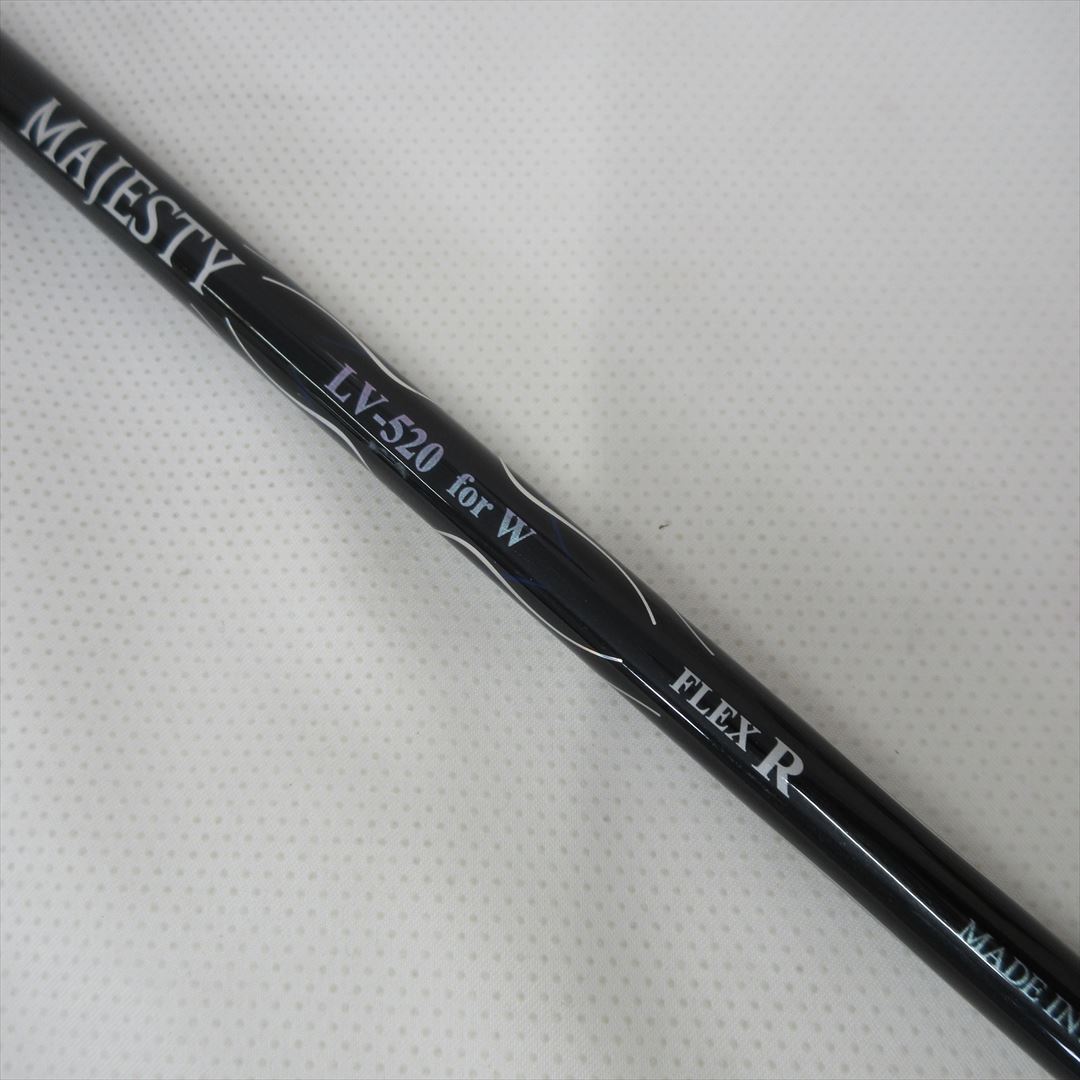 MAJESTY
LV-520 for W
FLEX R
MADE IN